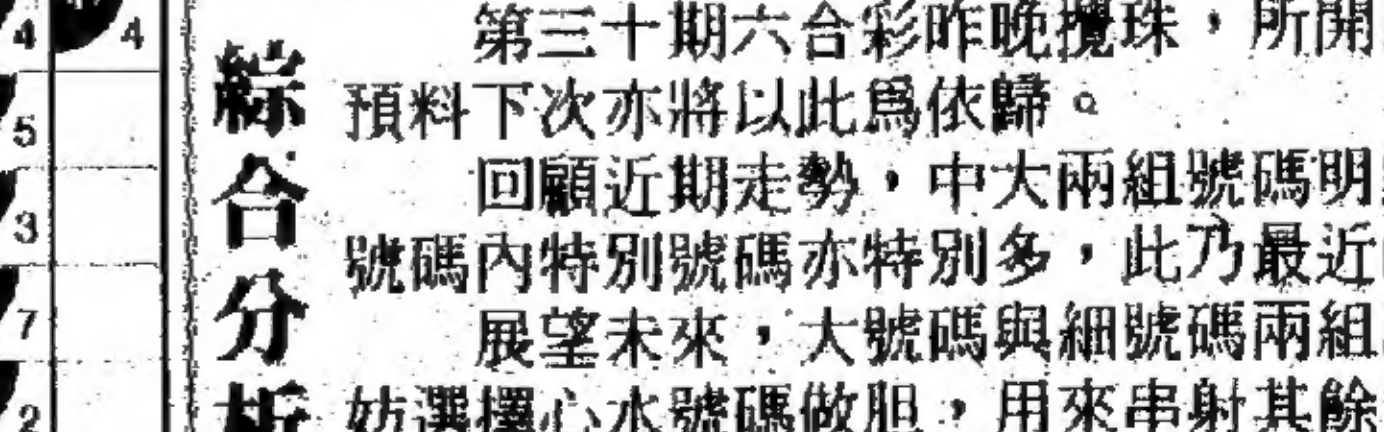 綜合分析
第三十期六合彩昨晚攪珠，所開
預料下次亦將以此爲依歸。
回顧近期走勢，中大兩組號碼明
號碼內特別號碼亦特別多，此乃最近
展望未來，大號碼與細號碼兩組
妨選擇心水號碼做胆，用來串射其餘
4
4
5
3
7
2